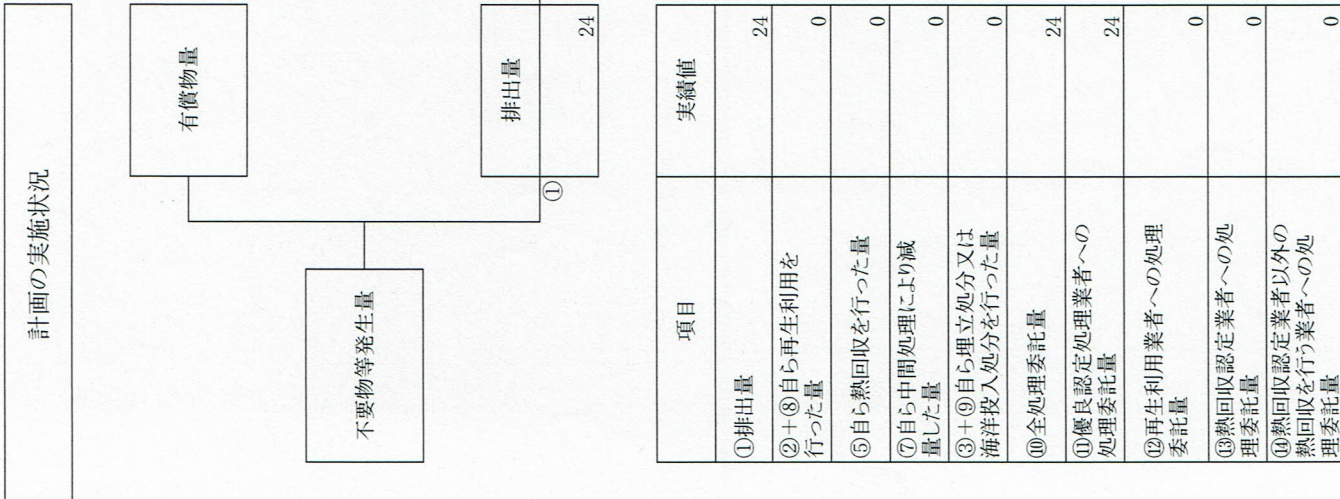 計画の実施状況
不要物等発生量
有償物量
①
排出量
24
項目
実績値
①排出量
24
②+⑧自ら再生利用を
行った量
0
⑤自ら熱回収を行った量
0
⑦自ら中間処理により減
量した量
0
③+⑨自ら埋立処分又は
海洋投入処分を行った量
0
⑩全処理委託量
24
⑪優良認定処理業者への
処理委託量
24
⑫再生利用業者への処理
委託量
0
⑬熱回収認定業者への処
理委託量
0
⑭熱回収認定業者以外の
熱回収を行う業者への処
理委託量
0